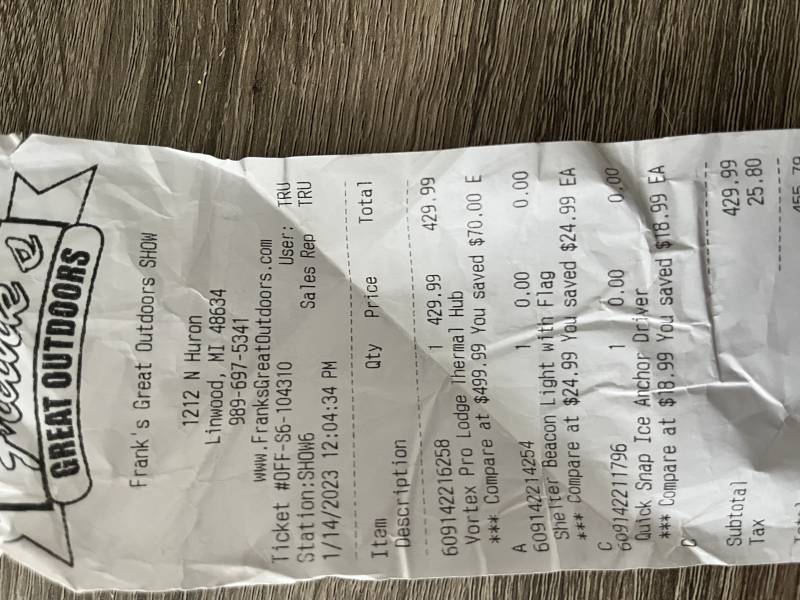 Frank's
GREAT OUTDOORS
Frank's Great Outdoors SHOW
1212 N Huron
Linwood, MI 48634
989-697-5341
www.FranksGreatOutdoors.com
Ticket #OFF-S6-104310 User: TRU
Station:SHOW6 Sales Rep TRU
1/14/2023 12:04:34 PM
Item Qty Price Total
Description
609142216258 1 429.99 429.99
Vortex Pro Lodge Thermal Hub
*** Compare at $499.99 You saved $70.00 E
A
609142214254 1 0.00 0.00
Shelter Beacon Light with Flag
*** Compare at $24.99 You saved $24.99 EA
C
609142211796 1 0.00 0.00
Quick Snap Ice Anchor Driver
*** Compare at $18.99 You saved $18.99 EA
C
Subtotal 429.99
Tax 25.80
Total 455.79